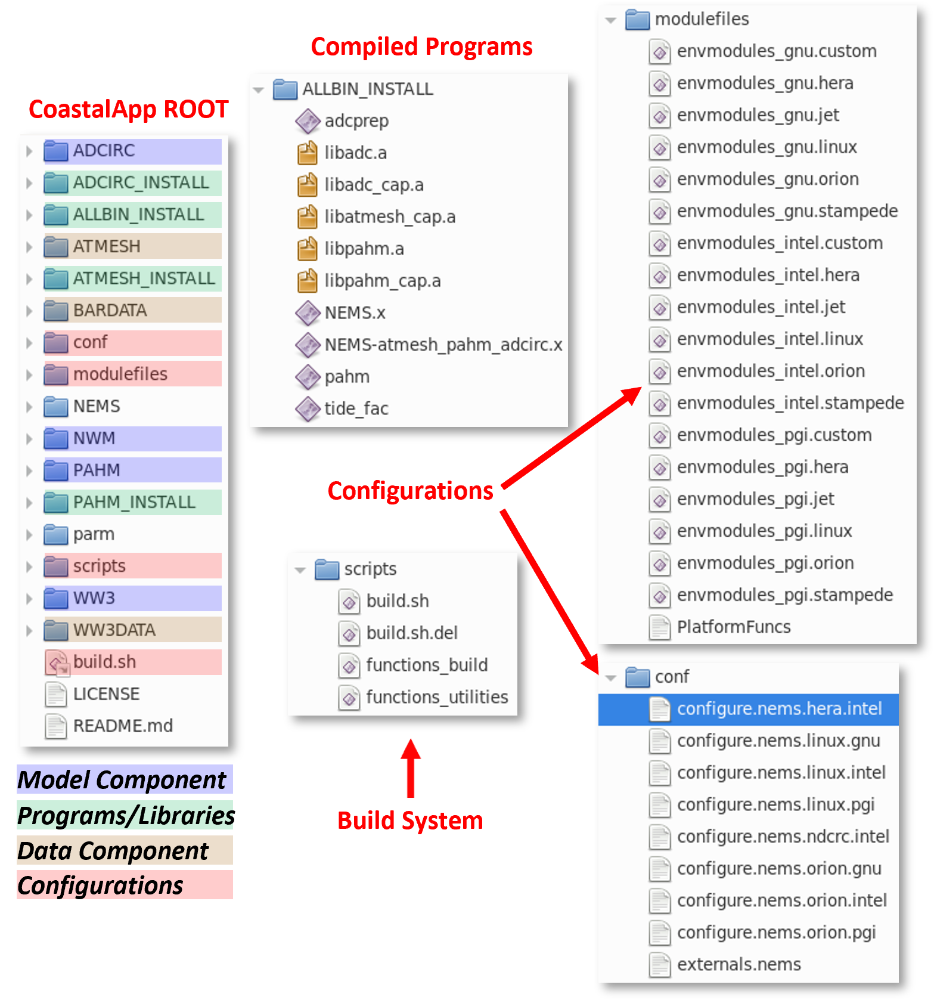 CoastalApp ROOT
ADCIRC
ADCIRC_INSTALL
ALLBIN_INSTALL
ATMESH
ATMESH_INSTALL
BARDATA
conf
modulefiles
NEMS
NWM
PAHM
PAHM_INSTALL
parm
scripts
WW3
WW3DATA
build.sh
LICENSE
README.md
Model Component
Programs/Libraries
Data Component
Configurations
Compiled Programs
ALLBIN_INSTALL
adcprep
libadc.a
libadc_cap.a
libatmesh_cap.a
libpahm.a
libpahm_cap.a
NEMS.x
NEMS-atmesh_pahm_adcirc.x
pahm
tide_fac
Configurations
scripts
build.sh
build.sh.del
functions_build
functions_utilities
Build System
modulefiles
envmodules_gnu.custom
envmodules_gnu.hera
envmodules_gnu.jet
envmodules_gnu.linux
envmodules_gnu.orion
envmodules_gnu.stampede
envmodules_intel.custom
envmodules_intel.hera
envmodules_intel.jet
envmodules_intel.linux
envmodules_intel.orion
envmodules_intel.stampede
envmodules_pgi.custom
envmodules_pgi.hera
envmodules_pgi.jet
envmodules_pgi.linux
envmodules_pgi.orion
envmodules_pgi.stampede
PlatformFuncs
conf
configure.nems.hera.intel
configure.nems.linux.gnu
configure.nems.linux.intel
configure.nems.linux.pgi
configure.nems.ndcrc.intel
configure.nems.orion.gnu
configure.nems.orion.intel
configure.nems.orion.pgi
externals.nems